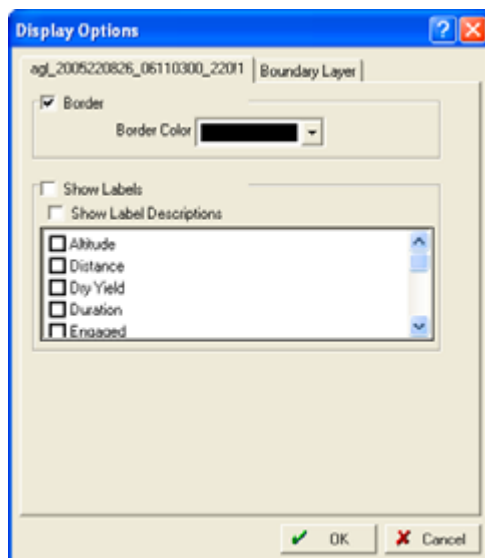 Display Options
agl_2005220826_06110300_220l1 Boundary Layer
Border
Border Color
Show Labels
Show Label Descriptions
Altitude
Distance
Dry Yield
Duration
Engaged
OK Cancel